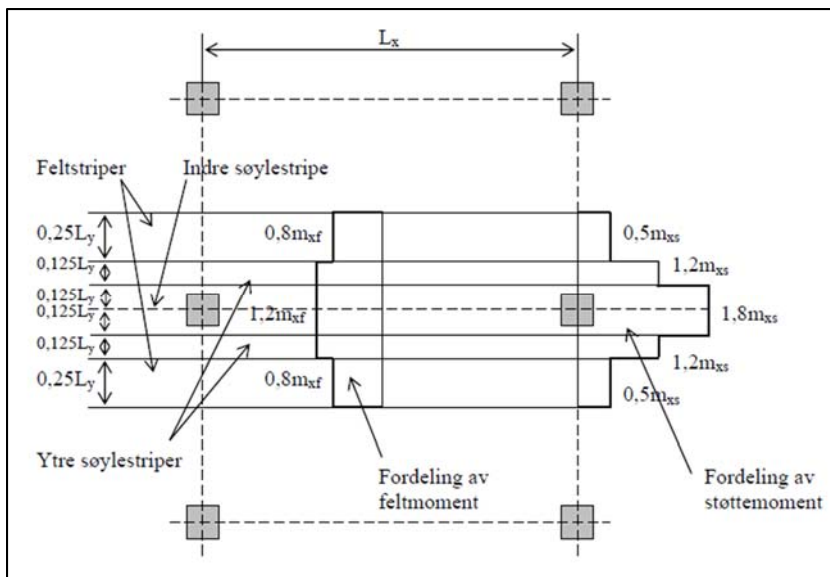 Lx
Feltstriper
Indre søylestripe
0,25Ly
0,8mxf
0,5mxs
0,125Ly
1,2mxs
0,125Ly
1,2mxf
1,8mxs
0,125Ly
0,125Ly
1,2mxs
0,25Ly
0,8mxf
0,5mxs
Ytre søylestriper
Fordeling av
feltmoment
Fordeling av
støttemoment